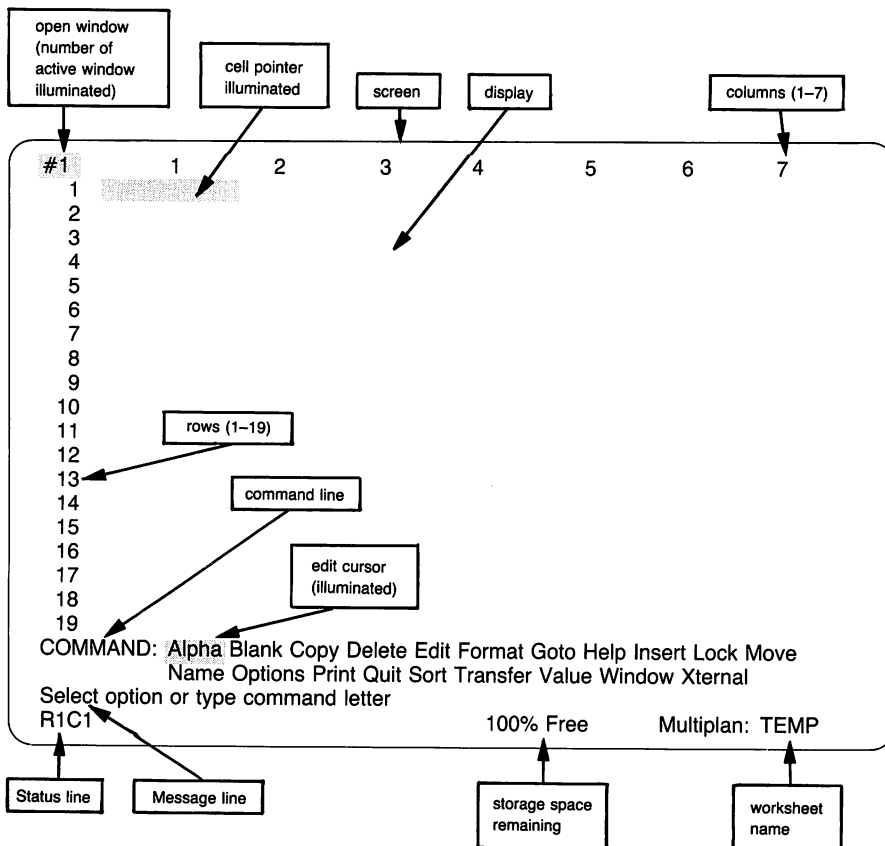 open window
(number of
active window
illuminated)
cell pointer
illuminated
screen
display
columns (1–7)
#1 1 2 3 4 5 6 7
1
2
3
4
5
6
7
8
9
10
11
rows (1–19)
12
13
command line
14
15
16
edit cursor
(illuminated)
17
18
19
COMMAND: Alpha Blank Copy Delete Edit Format Goto Help Insert Lock Move
Name Options Print Quit Sort Transfer Value Window Xternal
Select option or type command letter
R1C1 100% Free Multiplan: TEMP
Status line
Message line
storage space
remaining
worksheet
name